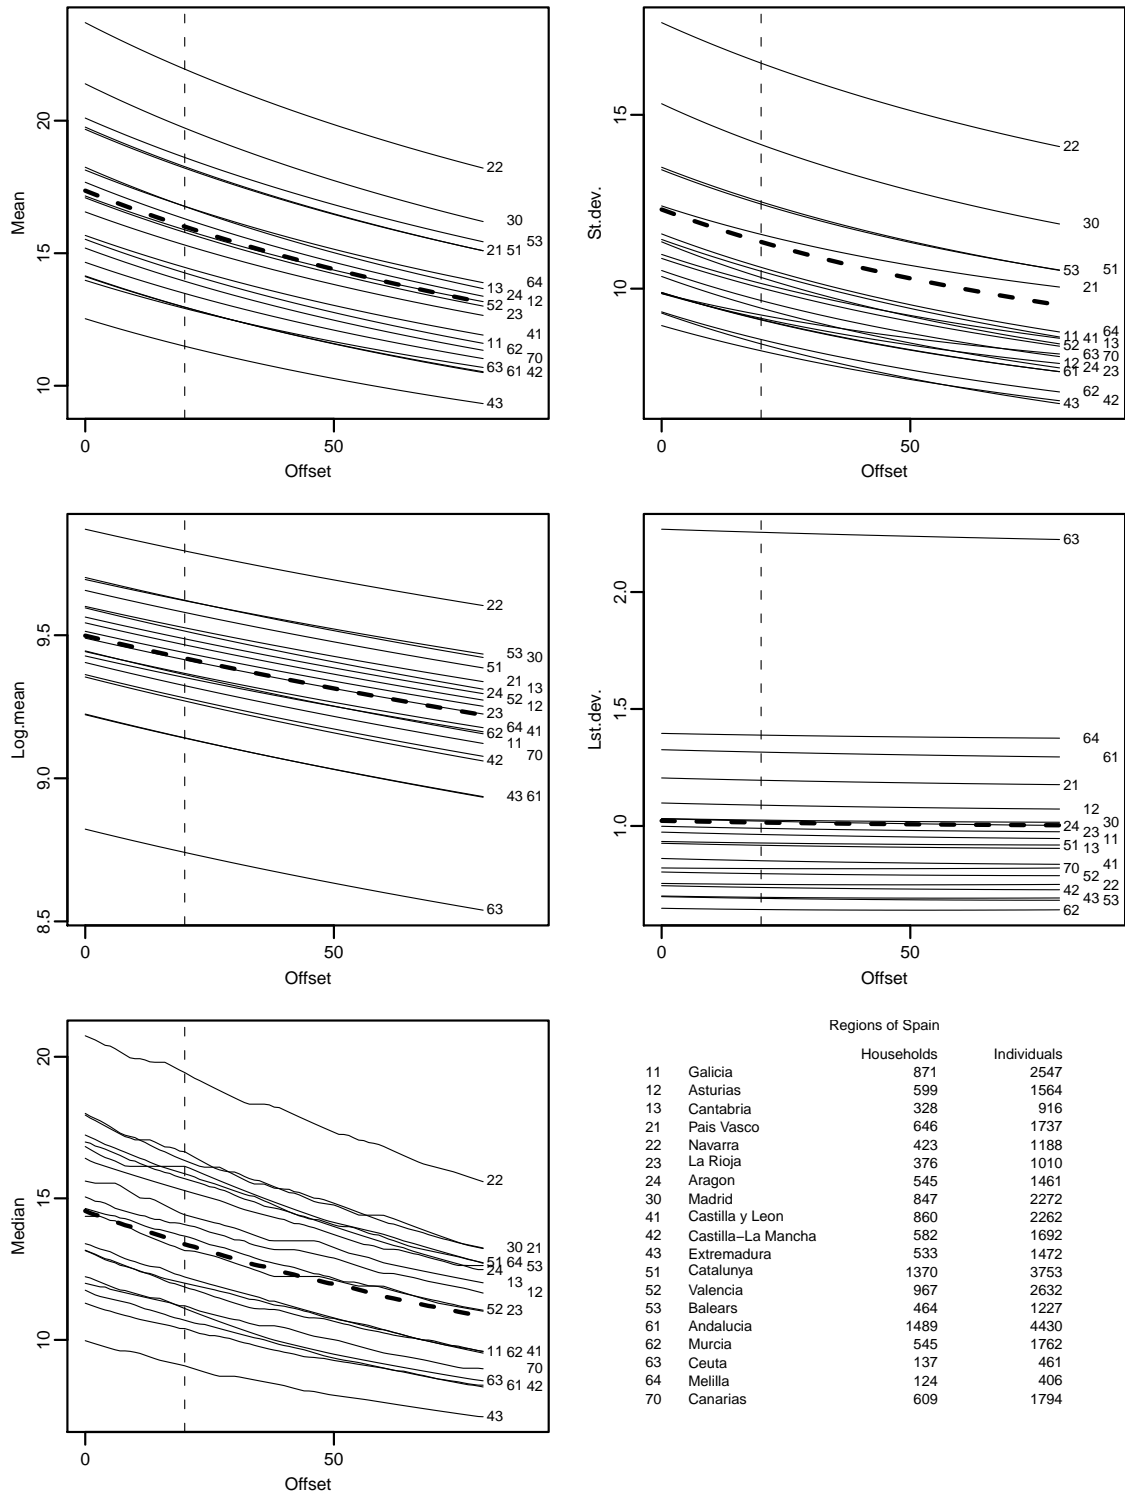 Mean
10 15 20
22
30
53
21 51
64
13
24 12
52
23
41
11 62
70
63 61 42
43
0 50
Offset
St.dev.
10 15
22
30
53 51
21
64
11 41
52 13
63 70
12 24
61 23
62
43 42
0 50
Offset
Log.mean
8.5 9.0 9.5
22
53 30
51
21
24 13
52 12
23
64 41
62
11
42 70
43 61
63
0 50
Offset
Lst.dev.
1.0 1.5 2.0
63
64
61
21
12
24 30
23
11
51 13
41
70
52
42 22
43 53
62
0 50
Offset
Median
10 15 20
22
30 21
51 64
24 53
13
12
52 23
11 62 41
70
63
61 42
43
0 50
Offset
Regions of Spain
Households Individuals
11 Galicia 871 2547
12 Asturias 599 1564
13 Cantabria 328 916
21 Pais Vasco 646 1737
22 Navarra 423 1188
23 La Rioja 376 1010
24 Aragon 545 1461
30 Madrid 847 2272
41 Castilla y Leon 860 2262
42 Castilla−La Mancha 582 1692
43 Extremadura 533 1472
51 Catalunya 1370 3753
52 Valencia 967 2632
53 Balears 464 1227
61 Andalucia 1489 4430
62 Murcia 545 1762
63 Ceuta 137 461
64 Melilla 124 406
70 Canarias 609 1794